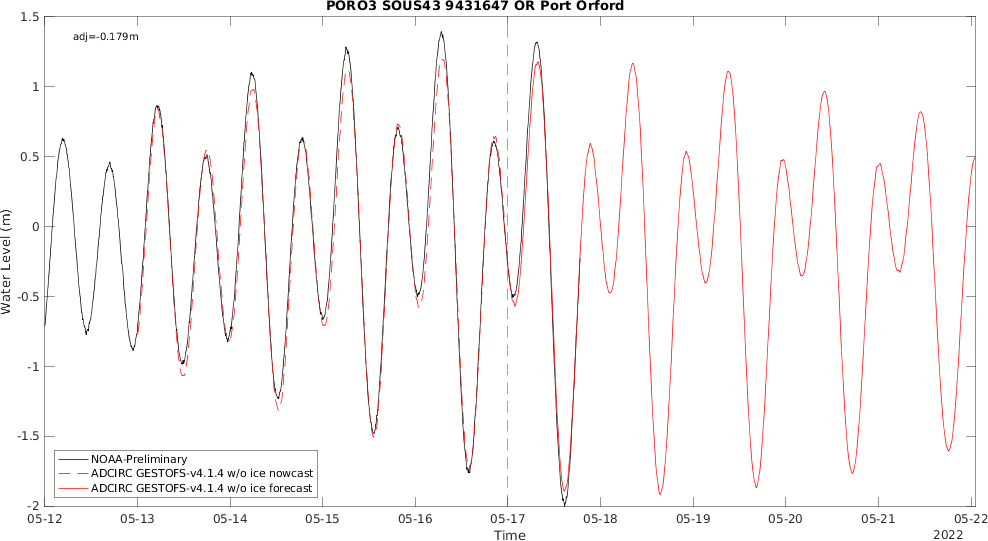 PORO3 SOUS43 9431647 OR Port Orford
adj=-0.179m
1.5
1
0.5
0
-0.5
-1
-1.5
-2
Water Level (m)
NOAA-Preliminary
ADCIRC GESTOFS-v4.1.4 w/o ice nowcast
ADCIRC GESTOFS-v4.1.4 w/o ice forecast
05-12 05-13 05-14 05-15 05-16 05-17 05-18 05-19 05-20 05-21 05-22
Time
2022